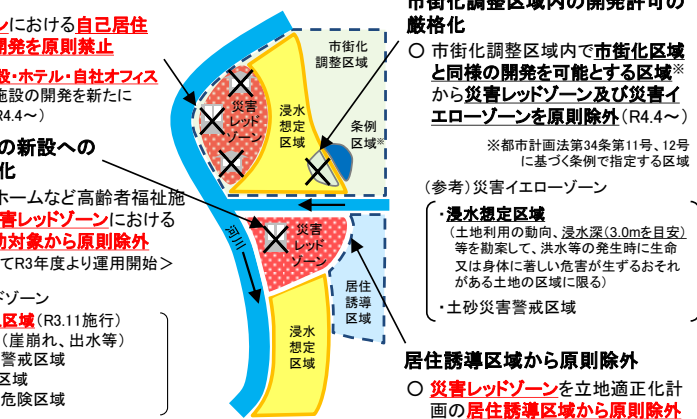 ンにおける自己居住
開発を原則禁止
設・ホテル・自社オフィス
施設の開発を新たに
R4.4～）
の新設への
化
ホームなど高齢者福祉施
害レッドゾーンにおける
助対象から原則除外
てR3年度より運用開始＞
ドゾーン
区域（R3.11施行）
（崖崩れ、出水等）
警戒区域
区域
危険区域
市街化
調整区域
災害
レッド
ゾーン
浸水
想定
区域
条例
区域※
河川
災害
レッド
ゾーン
居住
誘導
区域
浸水
想定
区域
市街化調整区域内の開発許可の
厳格化
○ 市街化調整区域内で市街化区域
と同様の開発を可能とする区域※
から災害レッドゾーン及び災害イ
エローゾーンを原則除外（R4.4～）
※都市計画法第34条第11号、12号
に基づく条例で指定する区域
（参考）災害イエローゾーン
・浸水想定区域
（土地利用の動向、浸水深（3.0mを目安）
等を勘案して、洪水等の発生時に生命
又は身体に著しい危害が生ずるおそれ
がある土地の区域に限る）
・土砂災害警戒区域
居住誘導区域から原則除外
○ 災害レッドゾーンを立地適正化計
画の居住誘導区域から原則除外